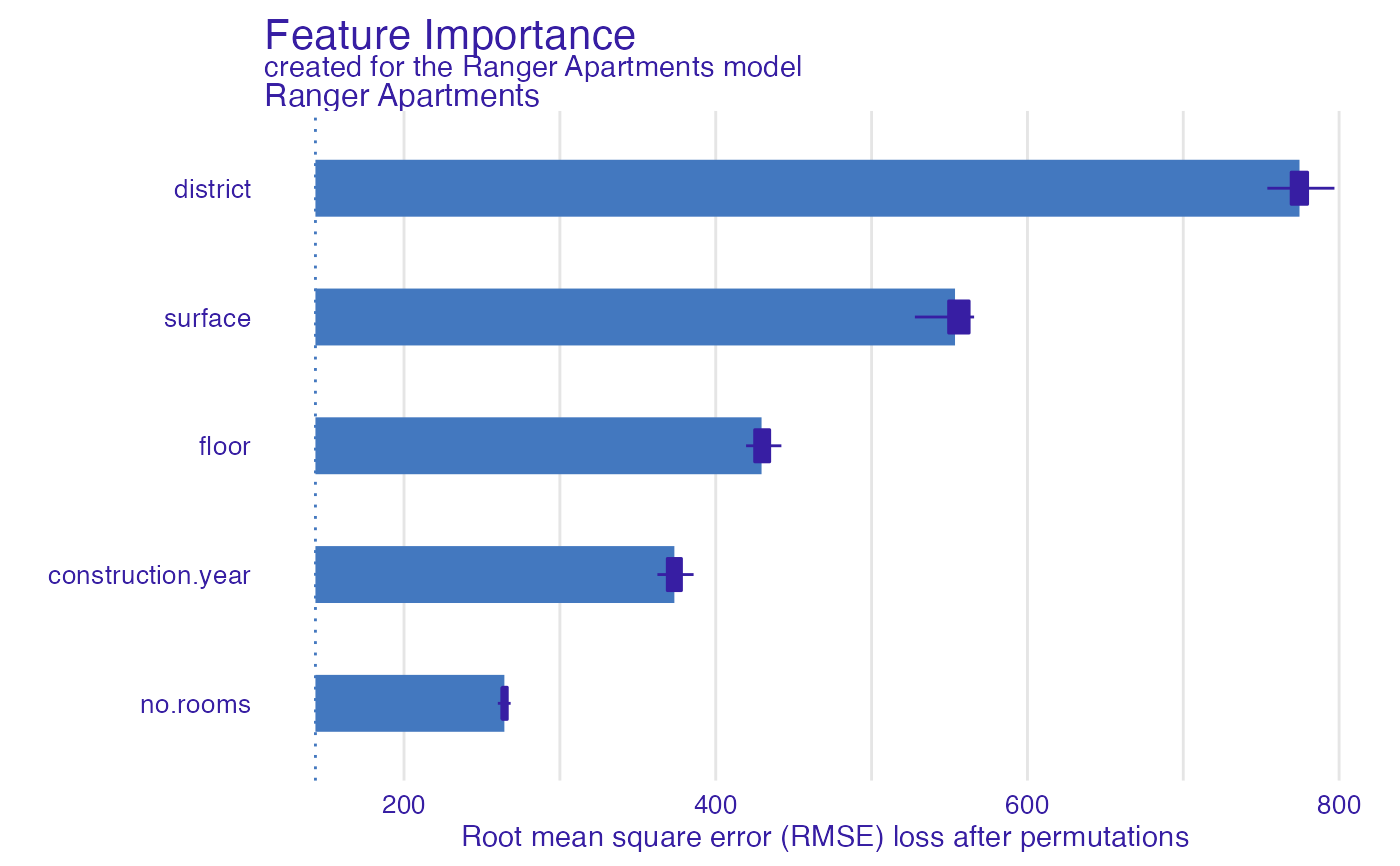 Feature Importance
created for the Ranger Apartments model
Ranger Apartments
district
surface
floor
construction.year
no.rooms
200 400 600 800
Root mean square error (RMSE) loss after permutations